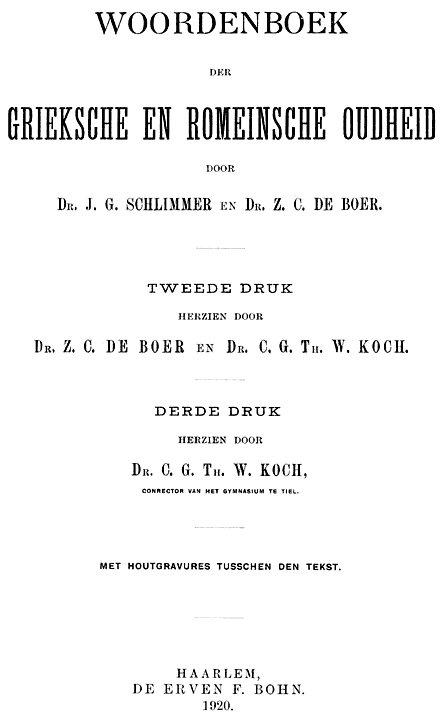 WOORDENBOEK
DER
GRIEKSCHE EN ROMEINSCHE OUDHEID
DOOR
DR. J. G. SCHLIMMER EN DR. Z. C. DE BOER.
TWEEDE DRUK
HERZIEN DOOR
DR. Z. C. DE BOER EN DR. C. G. TH. W. KOCH.
DERDE DRUK
HERZIEN DOOR
DR. C. G. TH. W. KOCH,
CONRECTOR VAN HET GYMNASIUM TE TIEL.
MET HOUTGRAVURES TUSSCHEN DEN TEKST.
HAARLEM,
DE ERVEN F. BOHN.
1920.